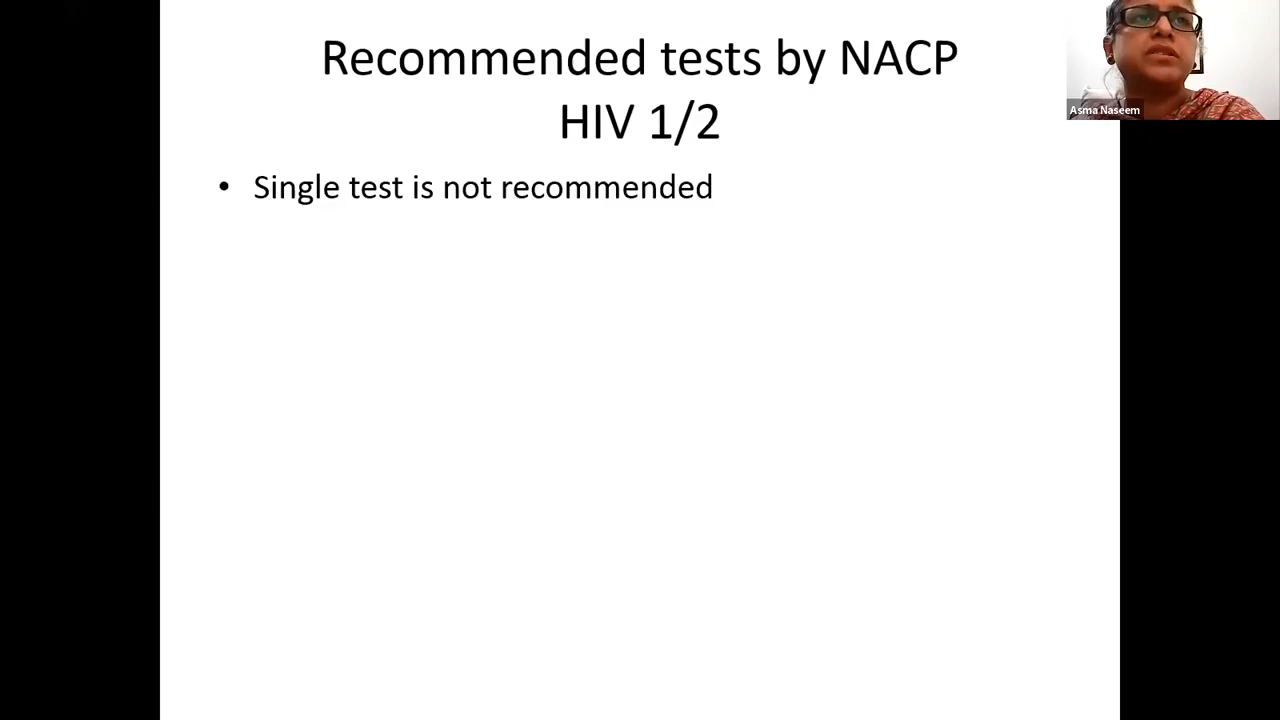 Recommended tests by NACP
HIV 1/2
• Single test is not recommended
Asma Naseem